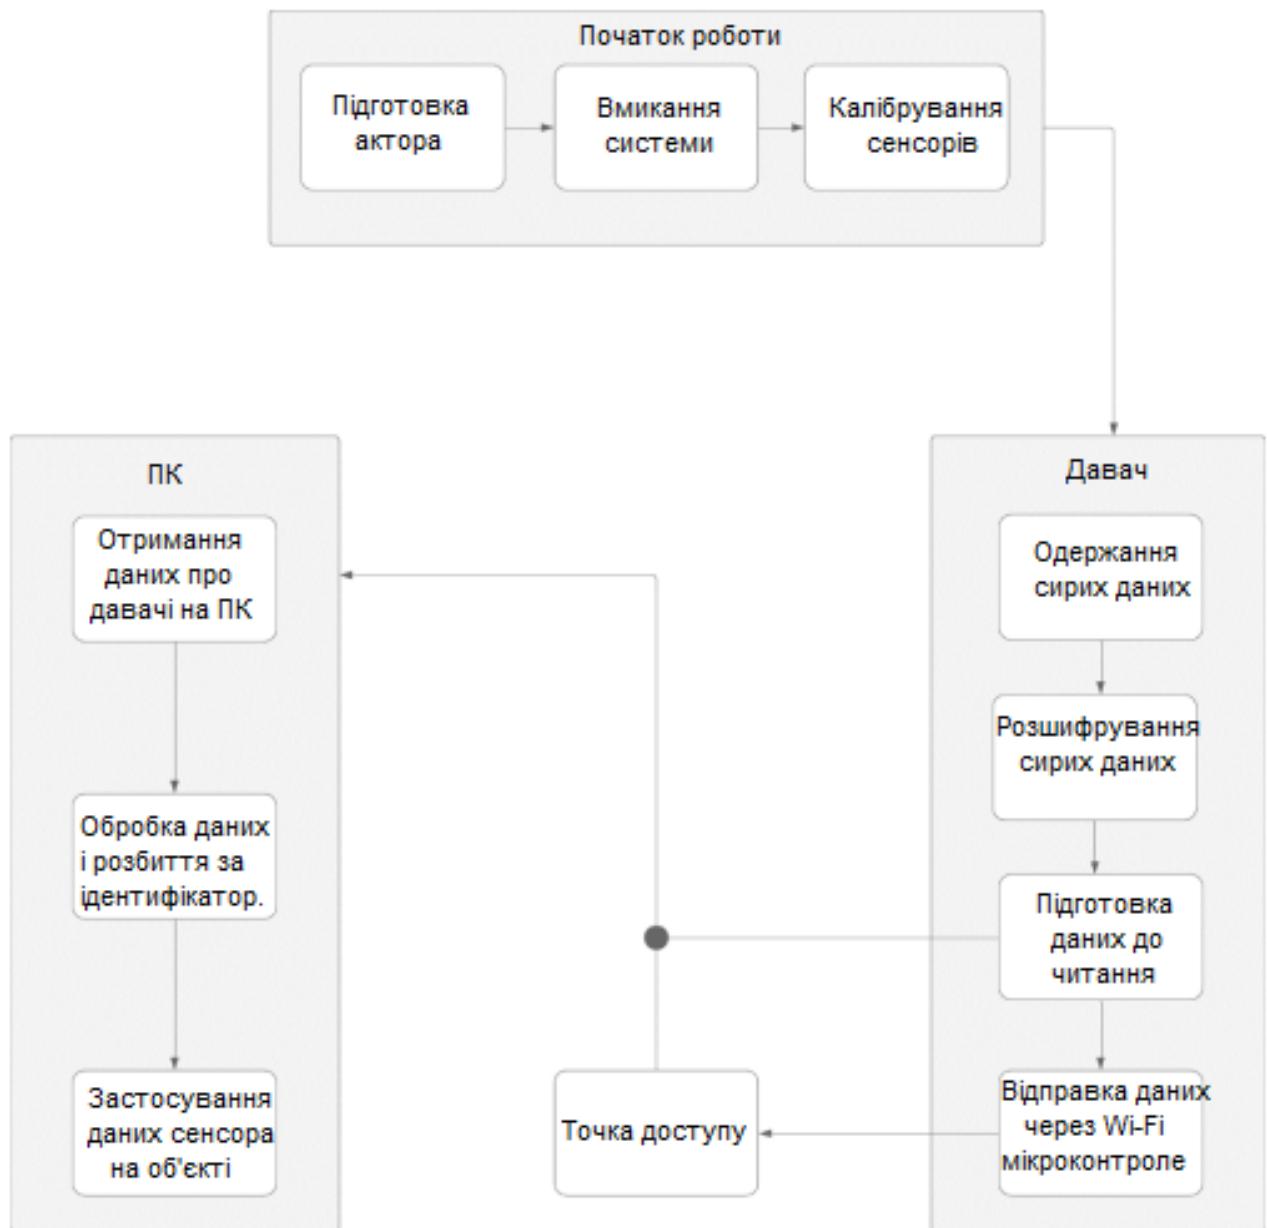 Початок роботи
Підготовка
актора
Вмикання
системи
Калібрування
сенсорів
Давач
Одержання
сирих даних
Розшифрування
сирих даних
Підготовка
даних до
читання
Відправка даних
через Wi-Fi
мікроконтроле
Точка доступу
ПК
Отримання
даних про
давачі на ПК
Обробка даних
і розбиття за
ідентифікатор.
Застосування
даних сенсора
на об'єкті